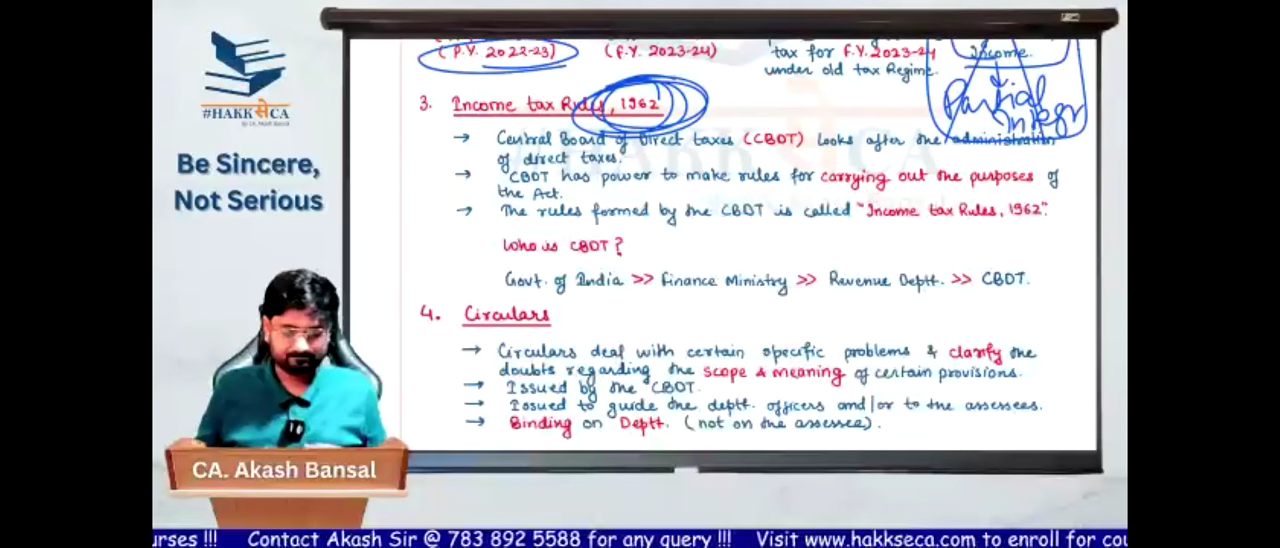 #HAKKसेCA
Be Sincere,
Not Serious
(P.Y. 2022-23) (F.Y. 2023-24) tax for F.Y. 2023-24 Income
under old tax Regime.
Partial
Integr
3. Income tax Rules, 1962
→ Central Board of Direct taxes (CBDT) looks after the administration
of direct taxes.
→ CBDT has power to make rules for carrying out the purposes of
the Act.
→ The rules formed by the CBDT is called "Income tax Rules, 1962".
Who is CBDT?
Govt. of India >> Finance Ministry >> Revenue Deptt. >> CBDT.
4. Circulars
→ Circulars deal with certain specific problems & clarify the
doubts regarding the scope & meaning of certain provisions.
→ Issued by the CBDT.
→ Issued to guide the deptt. officers and/or to the assessees.
→ Binding on Deptt. (not on the assessee).
CA. Akash Bansal
urses !!! Contact Akash Sir @ 783 892 5588 for any query !!! Visit www.hakkseca.com to enroll for cou